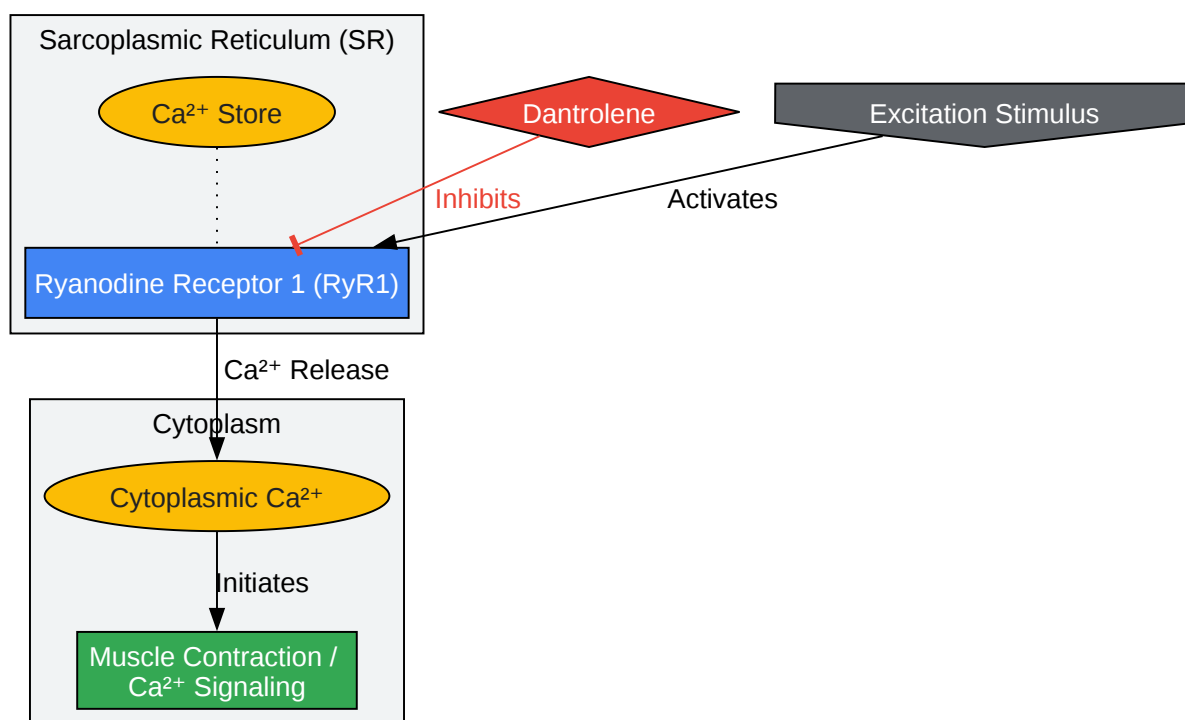 Sarcoplasmic Reticulum (SR)
Ca²⁺ Store
Dantrolene
Excitation Stimulus
Inhibits
Activates
Ryanodine Receptor 1 (RyR1)
Ca²⁺ Release
Cytoplasm
Cytoplasmic Ca²⁺
Initiates
Muscle Contraction /
Ca²⁺ Signaling